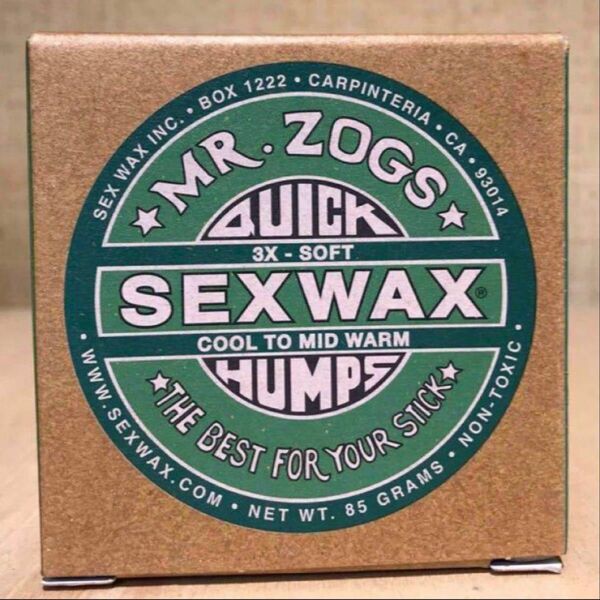 SEX WAX INC. • BOX 1222 • CARPINTERIA • CA • 93014
MR. ZOGS
QUICK
3X - SOFT
SEXWAX®
COOL TO MID WARM
HUMPS
THE BEST FOR YOUR STICK
• WWW.SEXWAX.COM • NET WT. 85 GRAMS • NON-TOXIC •